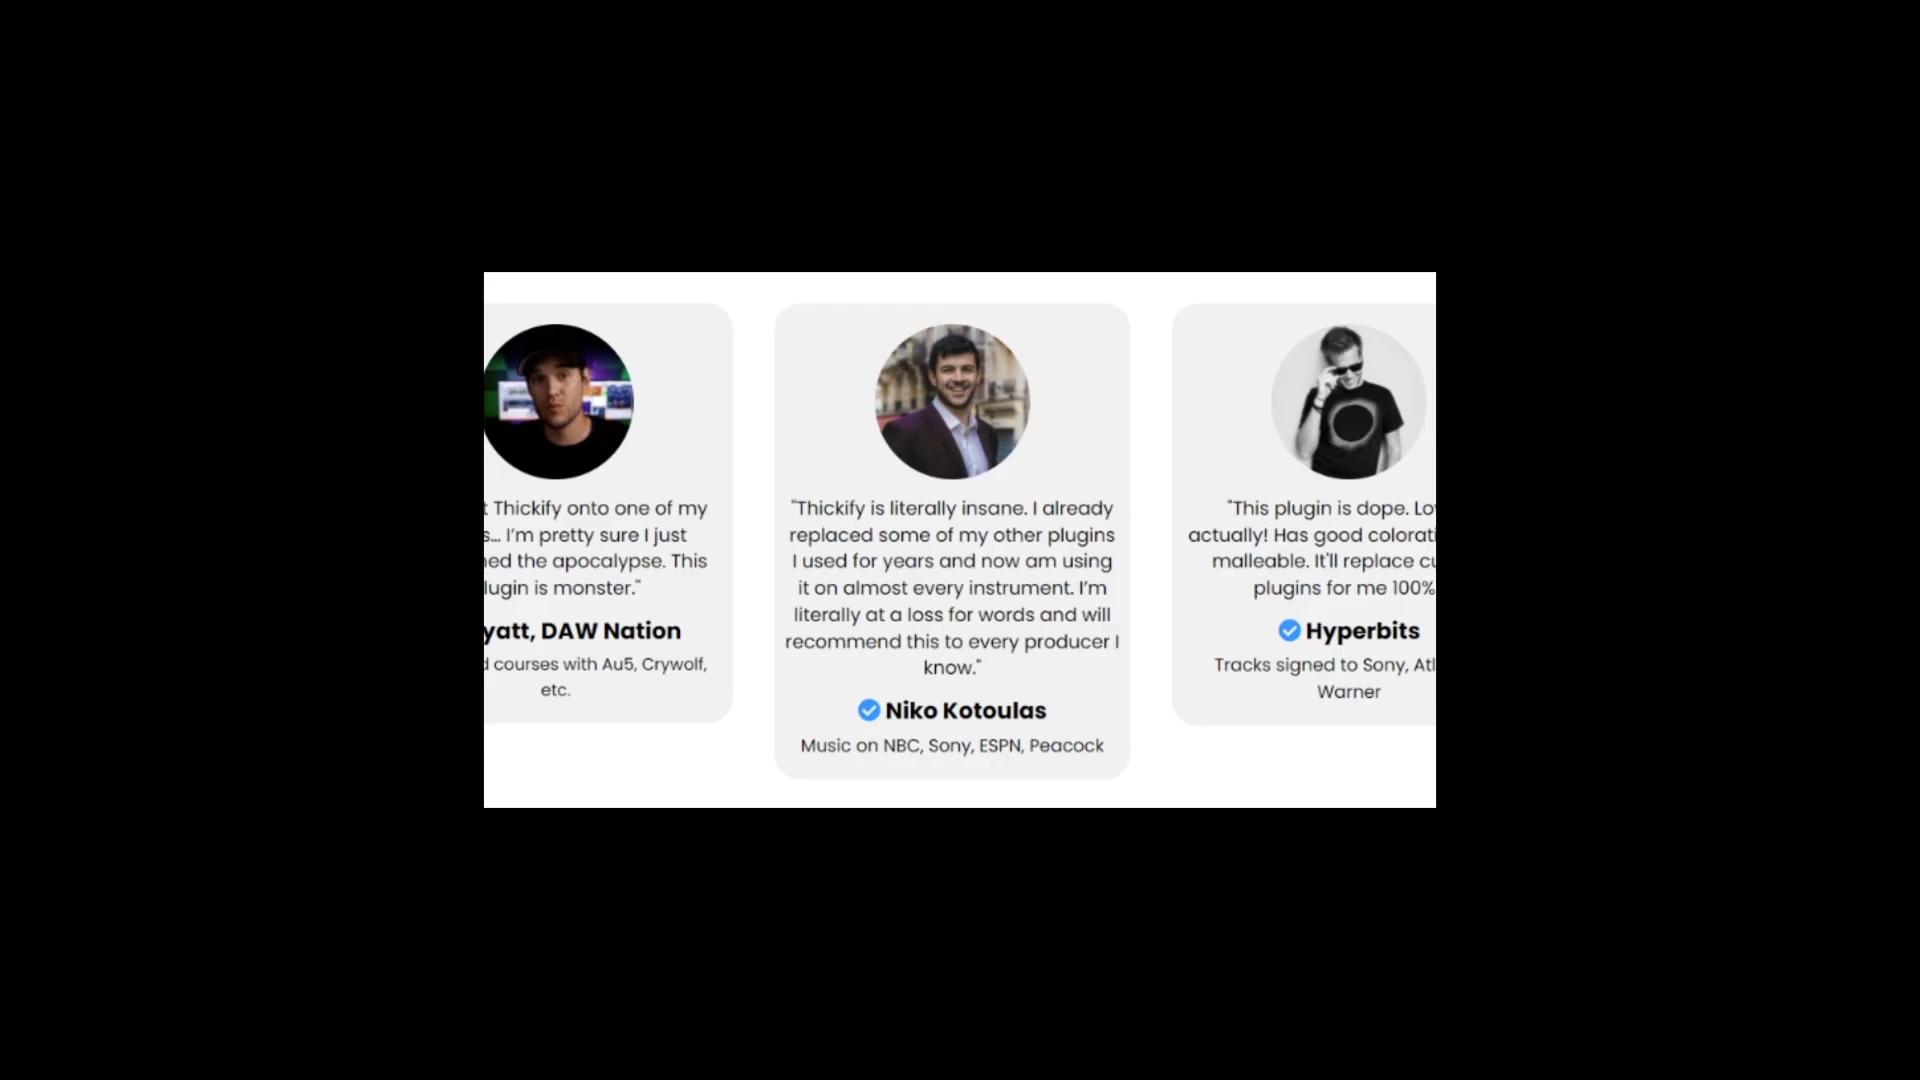 Thickify onto one of my
I'm pretty sure I just
the apocalypse. This
is monster."
DAW Nation
courses with Au5, Crywolf,
etc.
"Thickify is literally insane. I already
replaced some of my other plugins
I used for years and now am using
it on almost every instrument. I'm
literally at a loss for words and will
recommend this to every producer I
know."
Niko Kotoulas
Music on NBC, Sony, ESPN, Peacock
"This plugin is dope.
actually! Has good
malleable. It'll replace
plugins for me 100%
Hyperbits
Tracks signed to Sony,
Warner